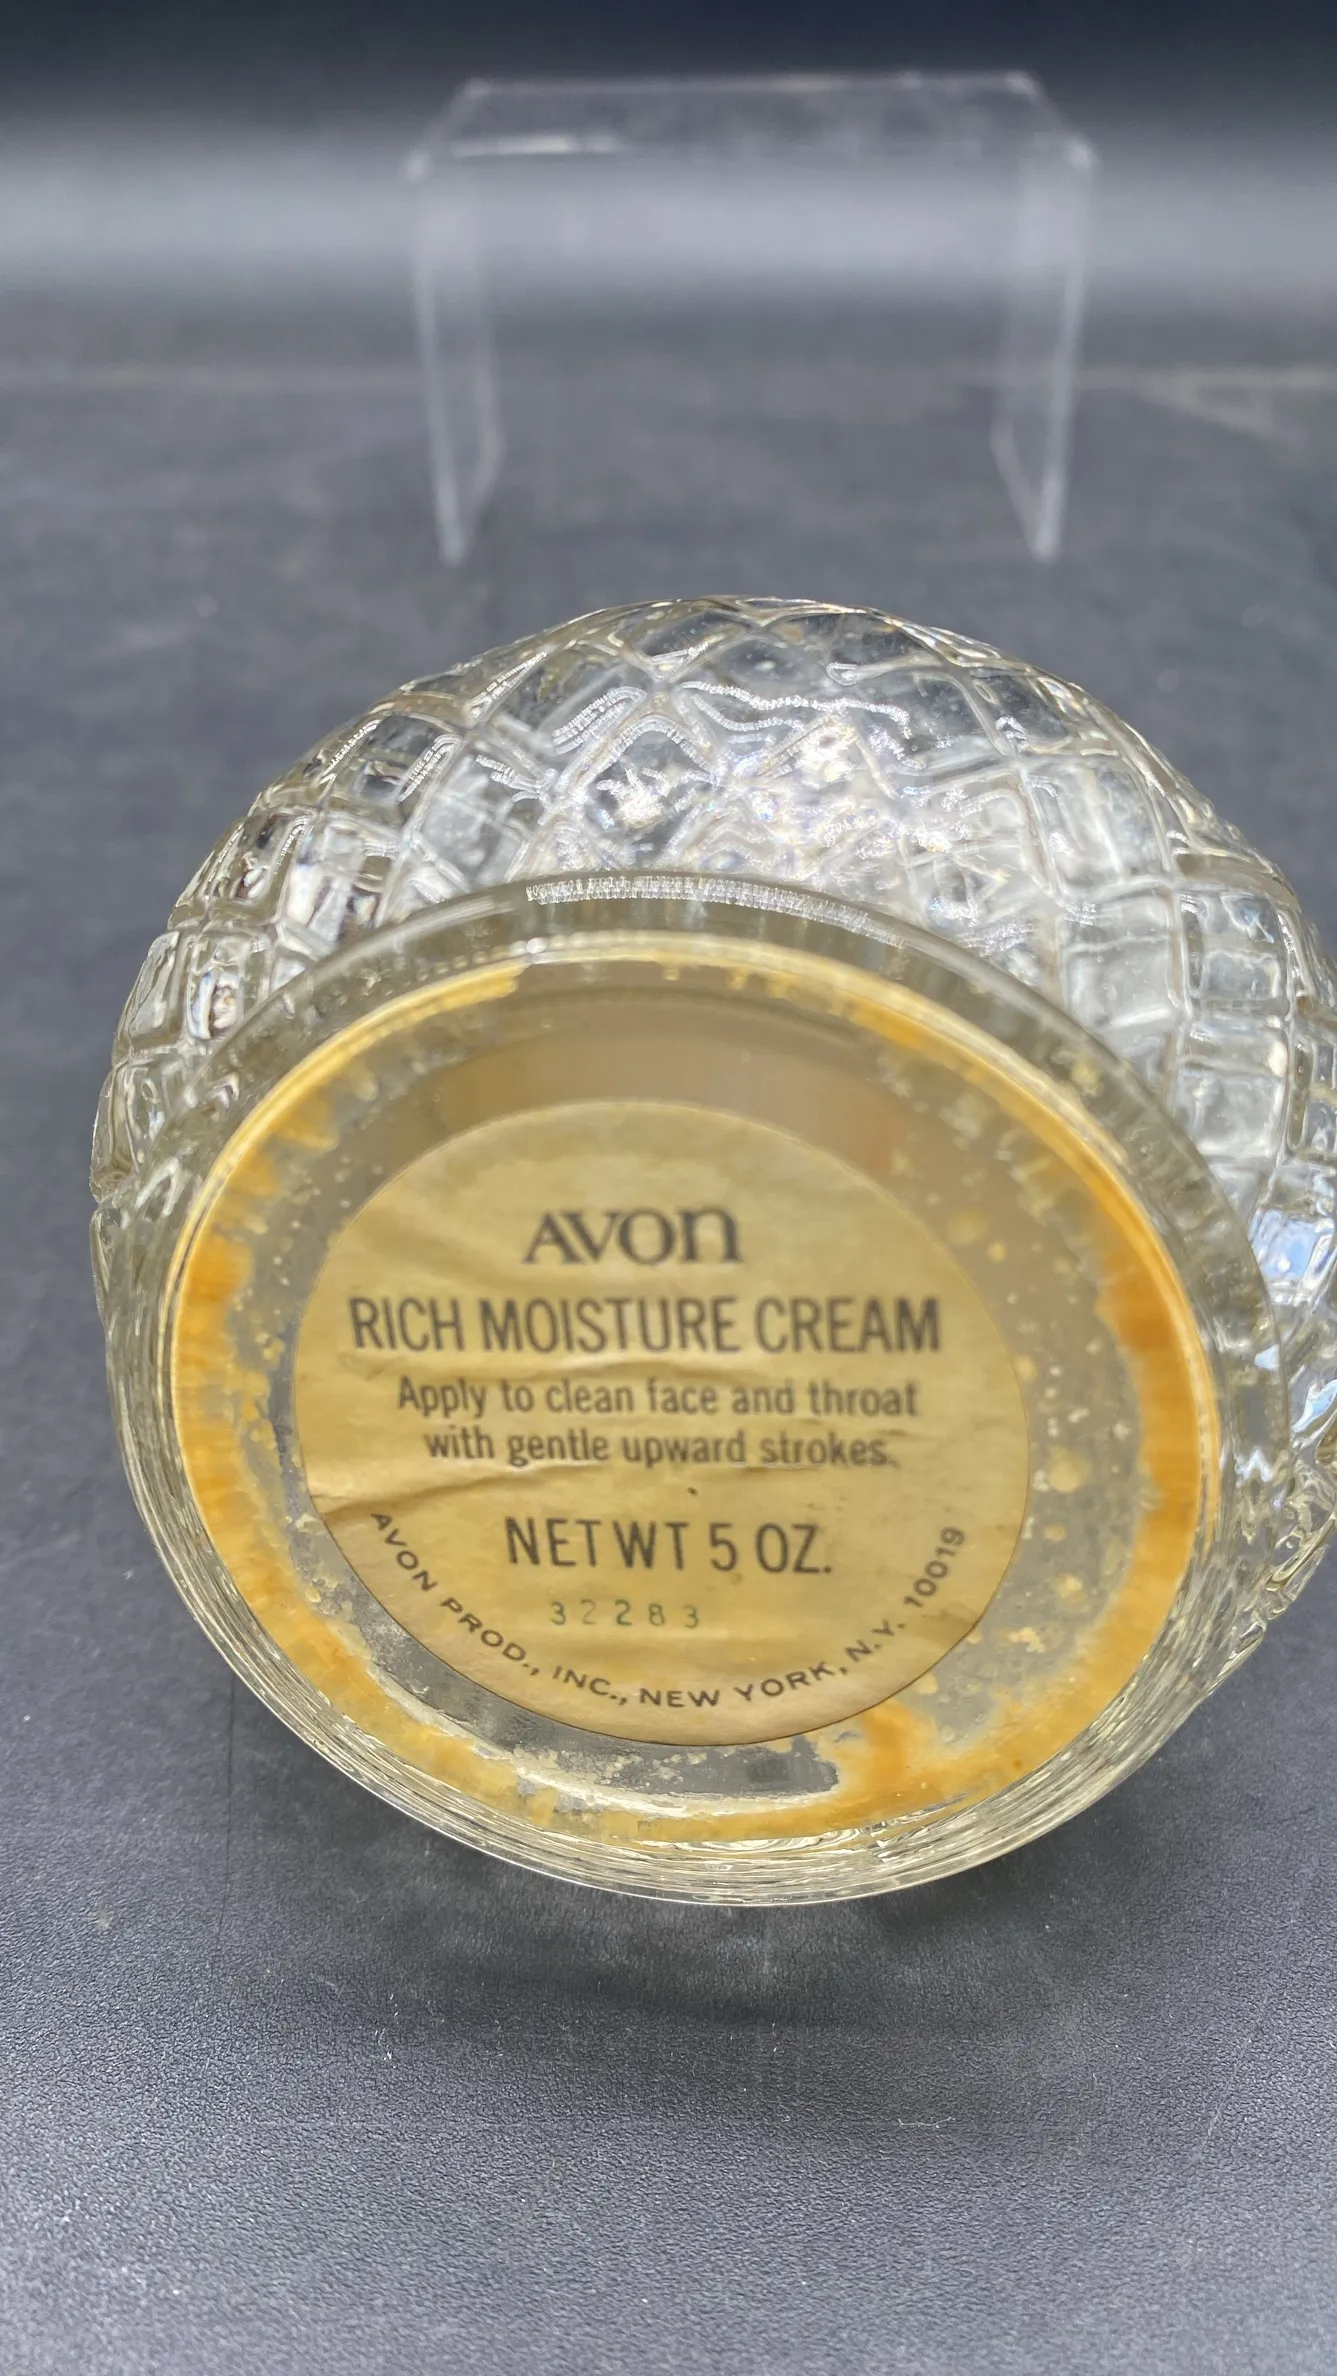 AVON
RICH MOISTURE CREAM
Apply to clean face and throat
with gentle upward strokes.
NET WT 5 OZ.
32283
AVON PROD., INC., NEW YORK, N.Y. 10019